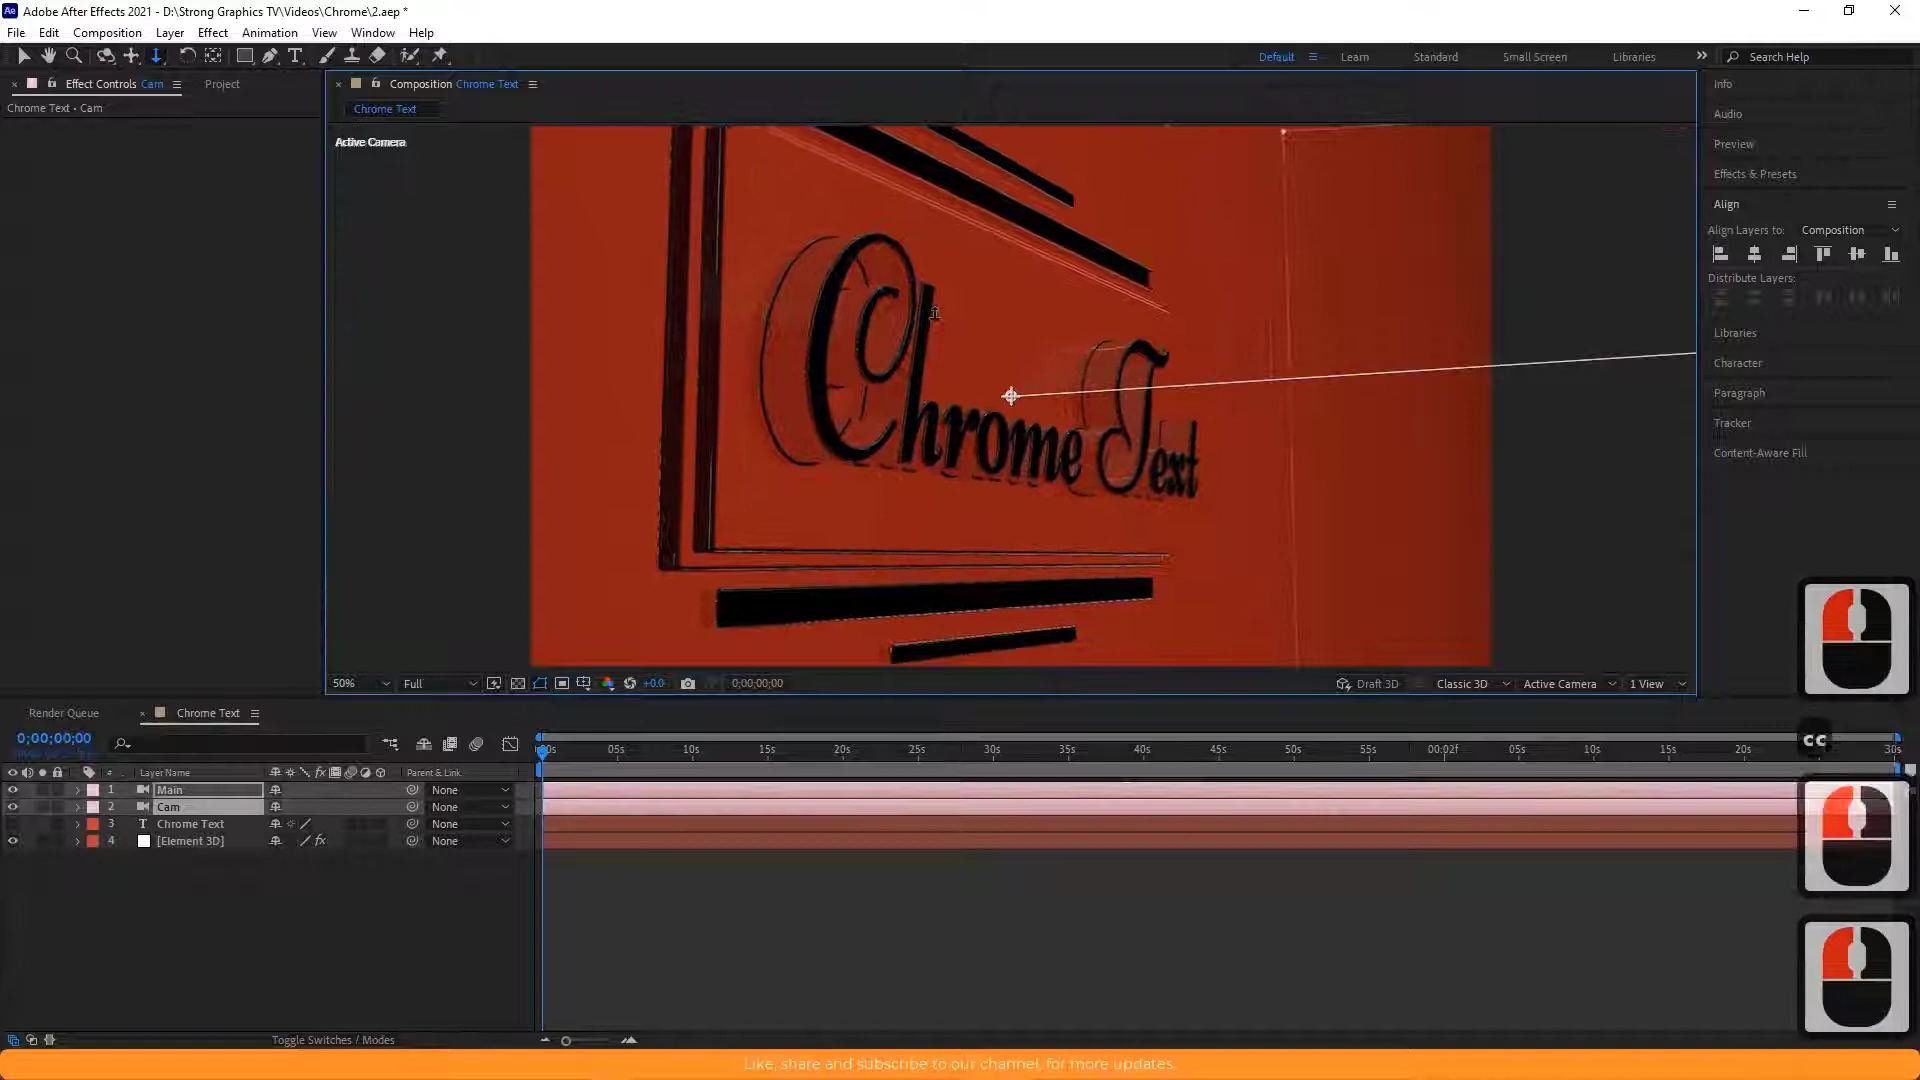 Ae Adobe After Effects 2021 - D:\Strong Graphics TV\Videos\Chrome\2.aep *
File Edit Composition Layer Effect Animation View Window Help
Default Learn Standard Small Screen Libraries Search Help
Effect Controls Cam Project
Composition Chrome Text
Chrome Text • Cam
Chrome Text
Active Camera
Chrome Text
Info
Audio
Preview
Effects & Presets
Align
Align Layers to: Composition
Distribute Layers:
Libraries
Character
Paragraph
Tracker
Content-Aware Fill
50% Full +0.0 0;00;00;00 Draft 3D Classic 3D Active Camera 1 View
Render Queue Chrome Text
0;00;00;00
05s 10s 15s 20s 25s 30s 35s 40s 45s 50s 55s 00:02f 05s 10s 15s 20s 30s
# Layer Name Parent & Link
1 Main None
2 Cam None
3 T Chrome Text None
4 [Element 3D] fx None
Toggle Switches / Modes
CC
Like, share and subscribe to our channel, for more updates.